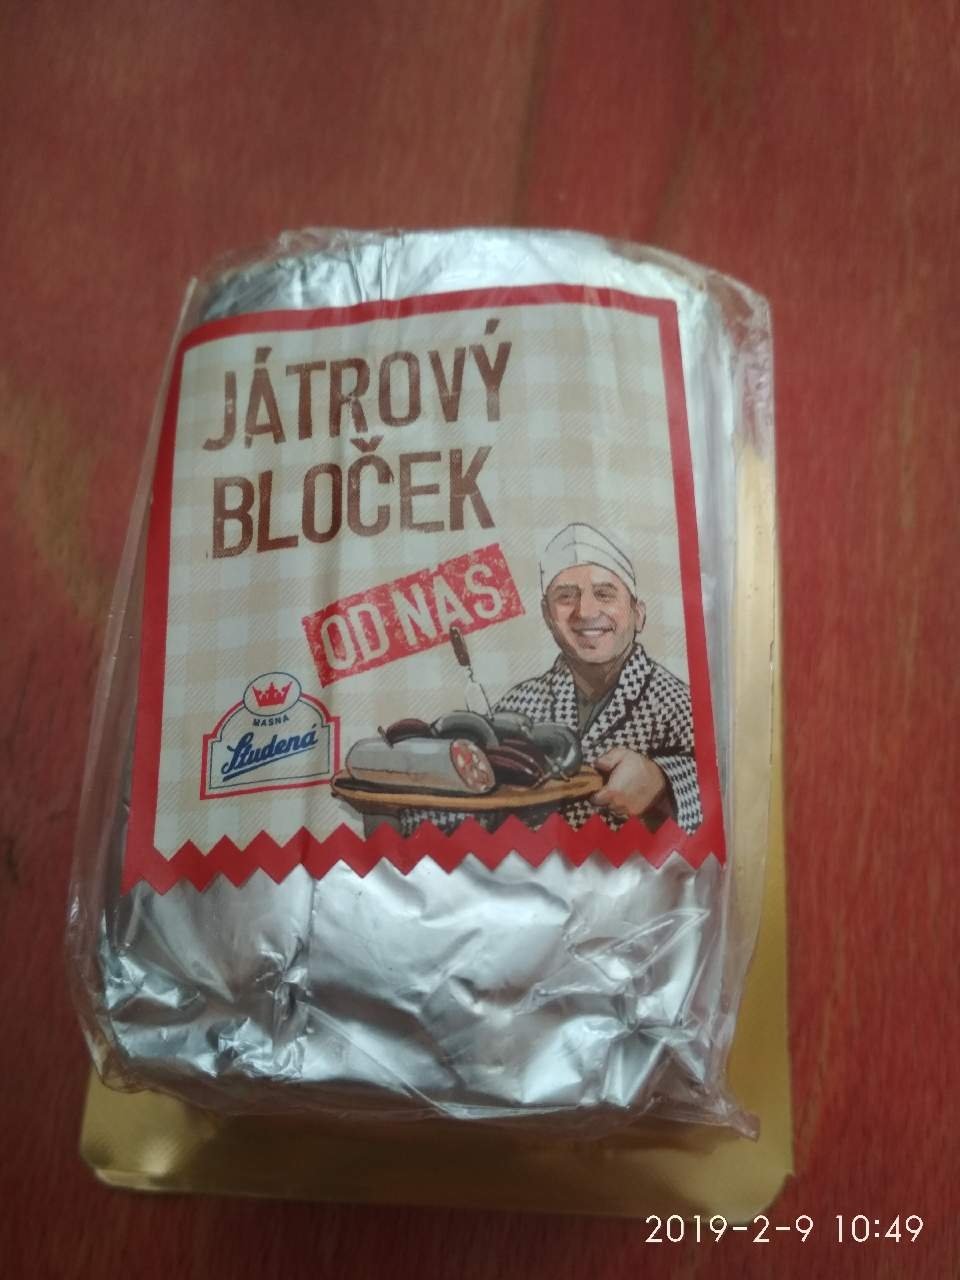 JÁTROVÝ
BLOČEK
OD NÁS
MASNA
Studená
2019-2-9 10:49